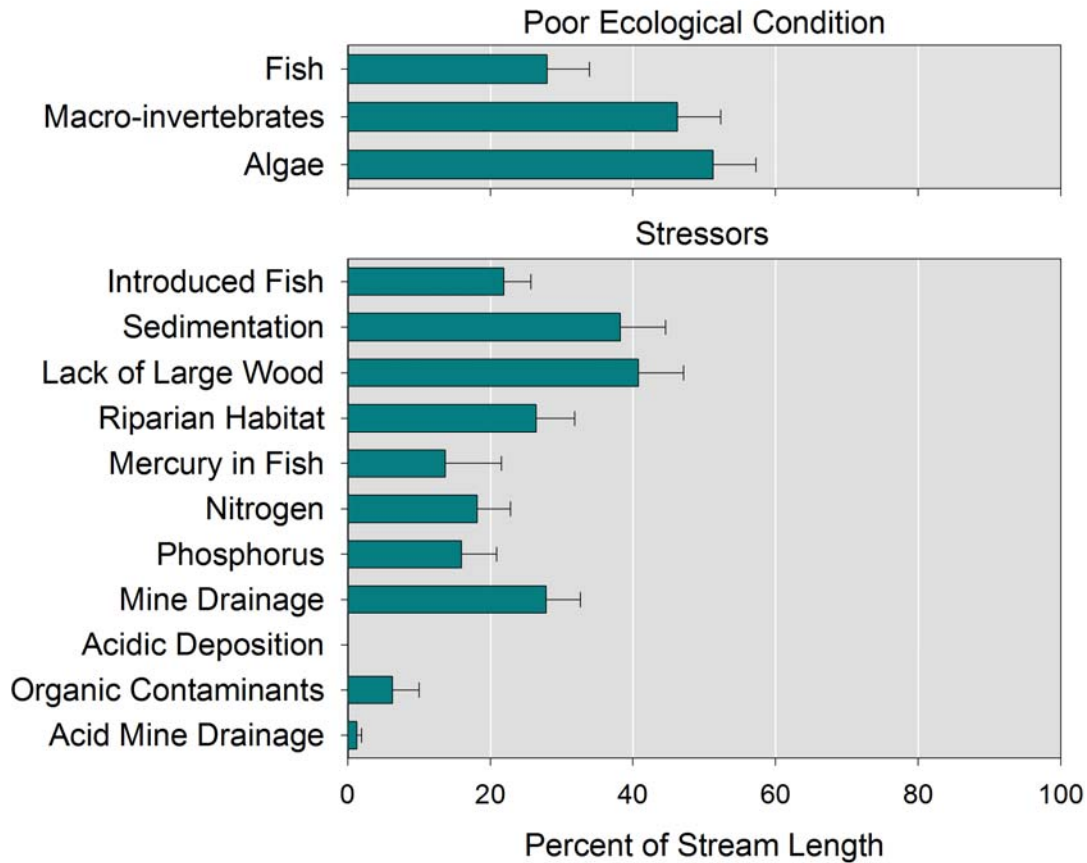 Poor Ecological Condition
Fish
Macro-invertebrates
Algae
Stressors
Introduced Fish
Sedimentation
Lack of Large Wood
Riparian Habitat
Mercury in Fish
Nitrogen
Phosphorus
Mine Drainage
Acidic Deposition
Organic Contaminants
Acid Mine Drainage
0 20 40 60 80 100
Percent of Stream Length